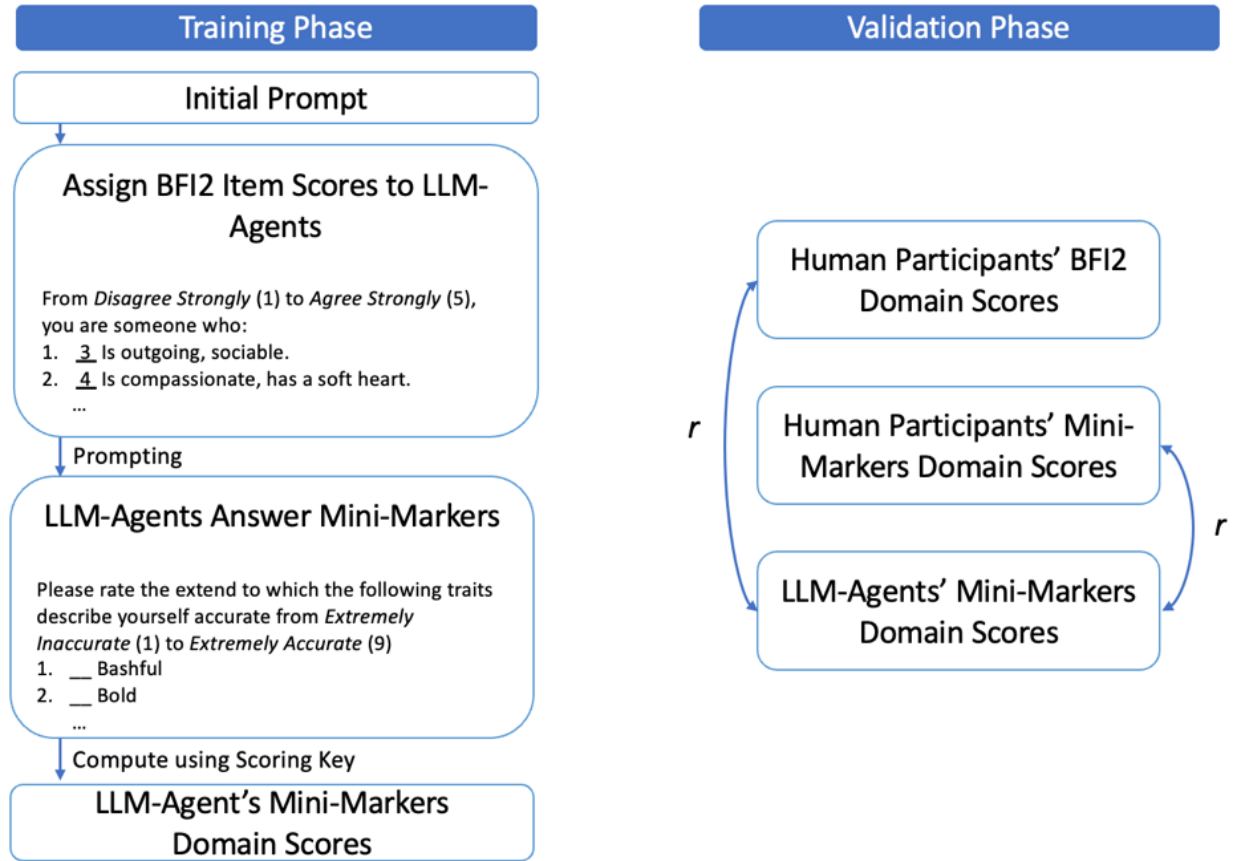 Training Phase
Initial Prompt
Assign BFI2 Item Scores to LLM-
Agents
From Disagree Strongly (1) to Agree Strongly (5),
you are someone who:
1. 3 Is outgoing, sociable.
2. 4 Is compassionate, has a soft heart.
...
Prompting
LLM-Agents Answer Mini-Markers
Please rate the extend to which the following traits
describe yourself accurate from Extremely
Inaccurate (1) to Extremely Accurate (9)
1. __ Bashful
2. __ Bold
...
Compute using Scoring Key
LLM-Agent's Mini-Markers
Domain Scores
Validation Phase
Human Participants' BFI2
Domain Scores
r
Human Participants' Mini-
Markers Domain Scores
r
LLM-Agents' Mini-Markers
Domain Scores